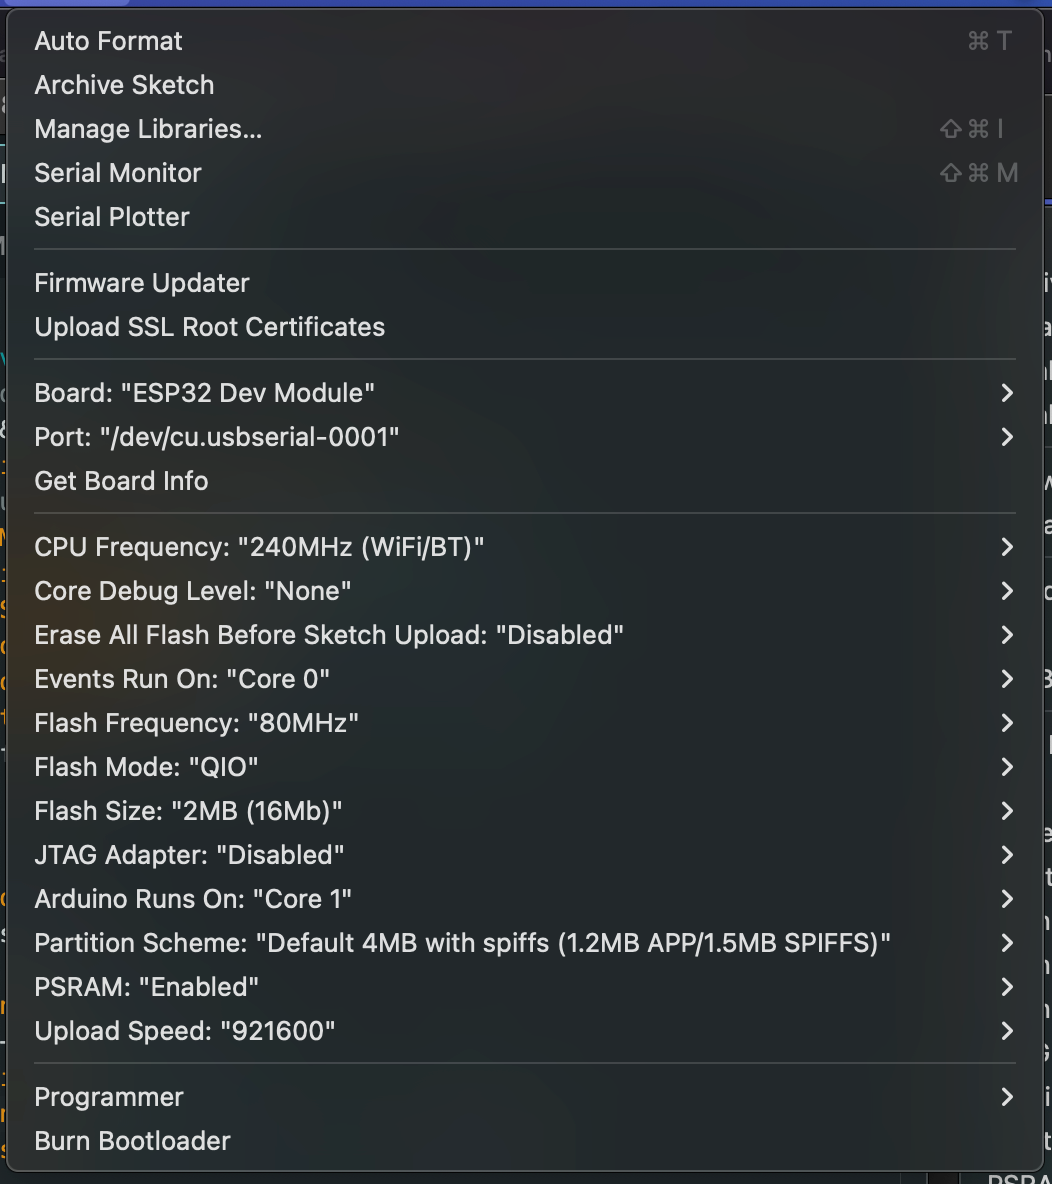 Auto Format ⌘ T
Archive Sketch
Manage Libraries... ⇧ ⌘ I
Serial Monitor ⇧ ⌘ M
Serial Plotter
Firmware Updater
Upload SSL Root Certificates
Board: "ESP32 Dev Module"
Port: "/dev/cu.usbserial-0001"
Get Board Info
CPU Frequency: "240MHz (WiFi/BT)"
Core Debug Level: "None"
Erase All Flash Before Sketch Upload: "Disabled"
Events Run On: "Core 0"
Flash Frequency: "80MHz"
Flash Mode: "QIO"
Flash Size: "2MB (16Mb)"
JTAG Adapter: "Disabled"
Arduino Runs On: "Core 1"
Partition Scheme: "Default 4MB with spiffs (1.2MB APP/1.5MB SPIFFS)"
PSRAM: "Enabled"
Upload Speed: "921600"
Programmer
Burn Bootloader